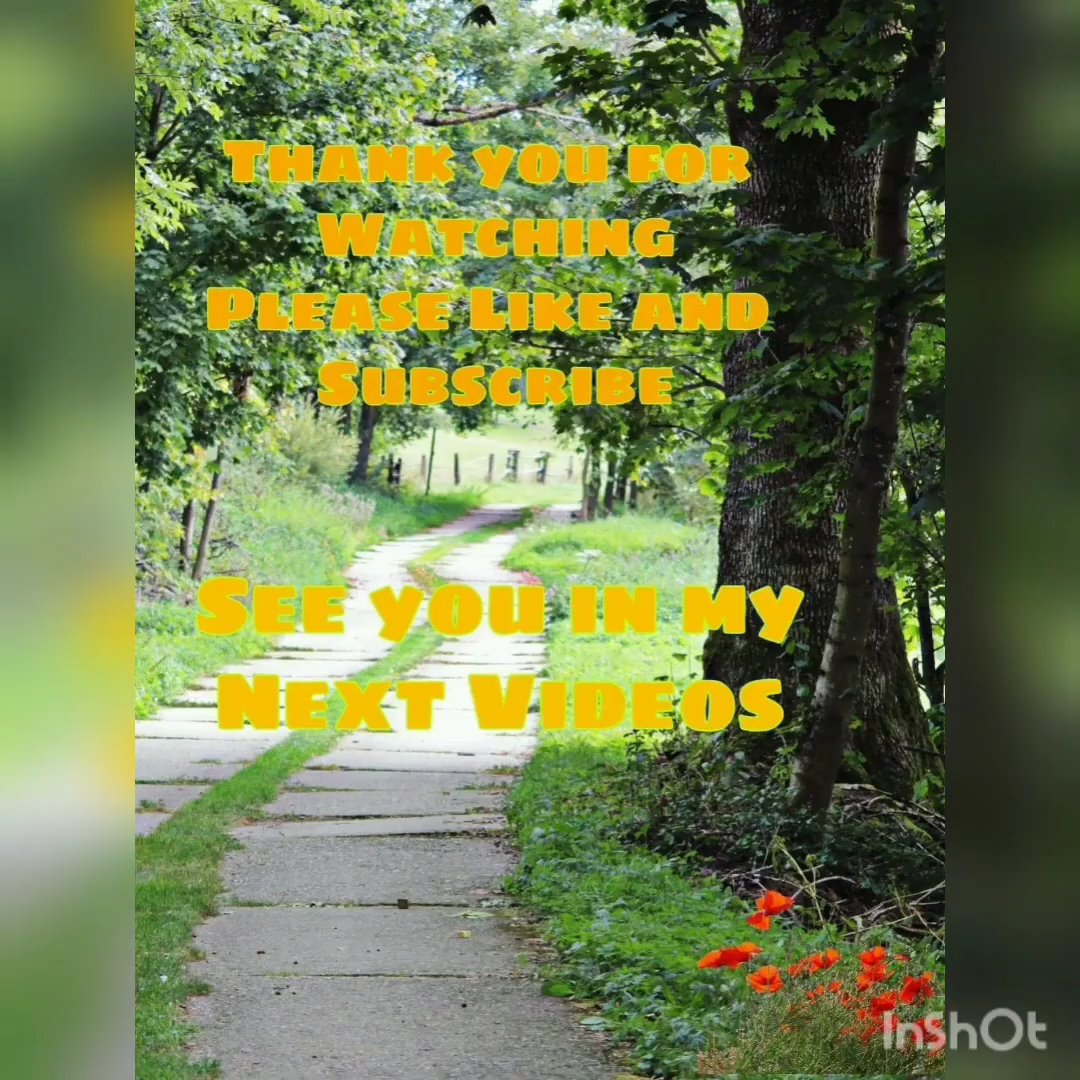 Thank you for
Watching
Please Like and
Subscribe
See you in my
Next Videos
InShOt